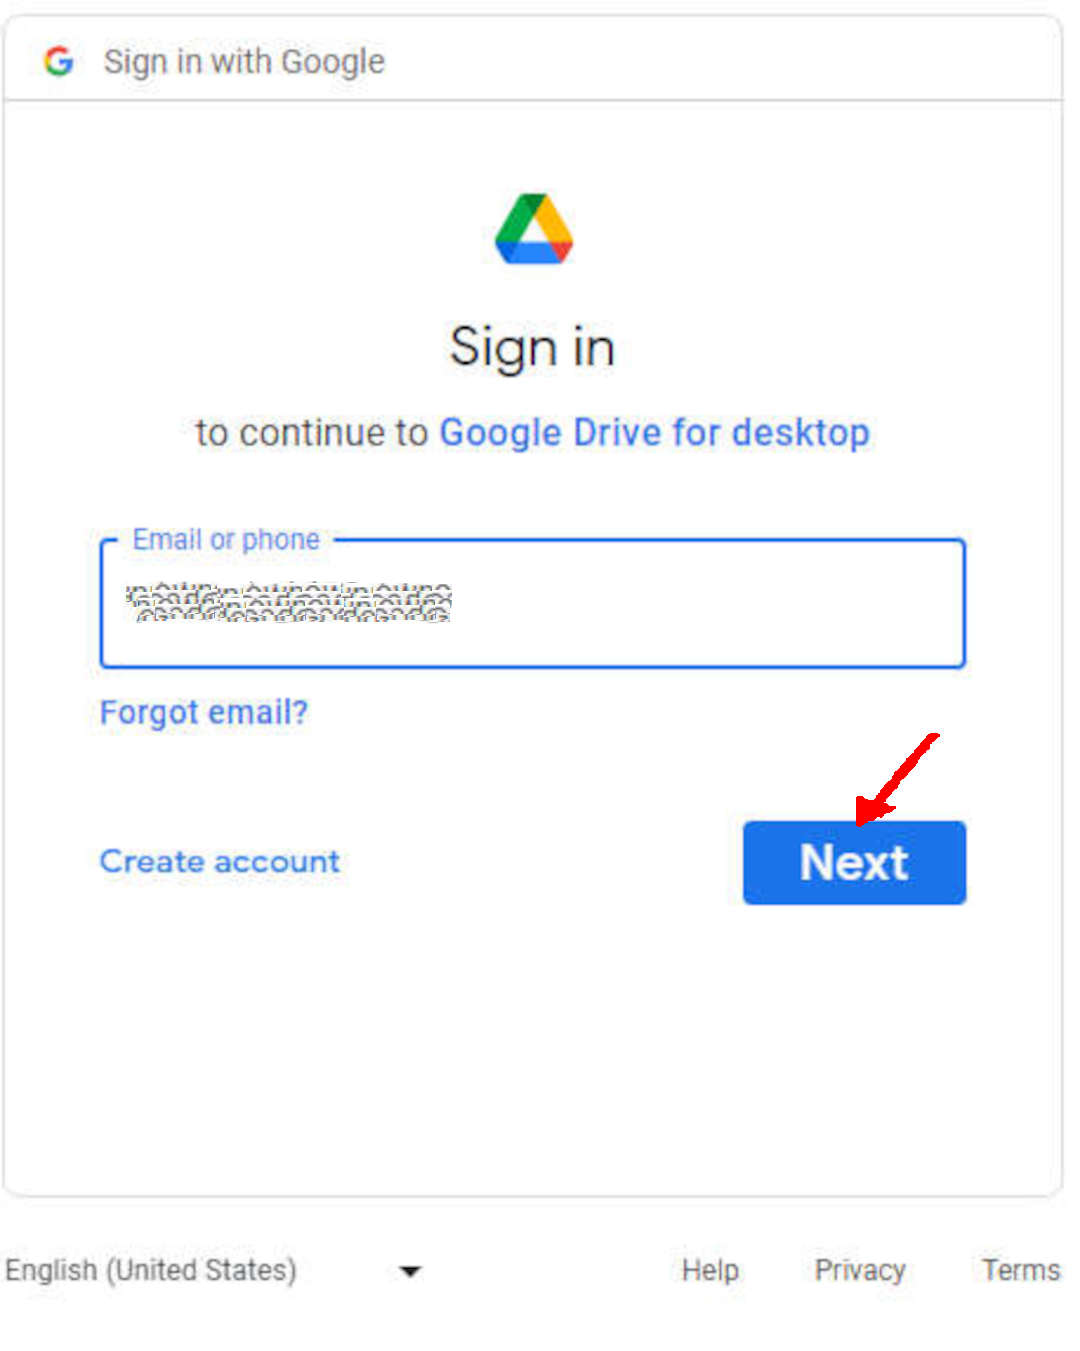 Sign in with Google
Sign in
to continue to Google Drive for desktop
Email or phone
Forgot email?
Create account
Next
English (United States)
Help Privacy Terms